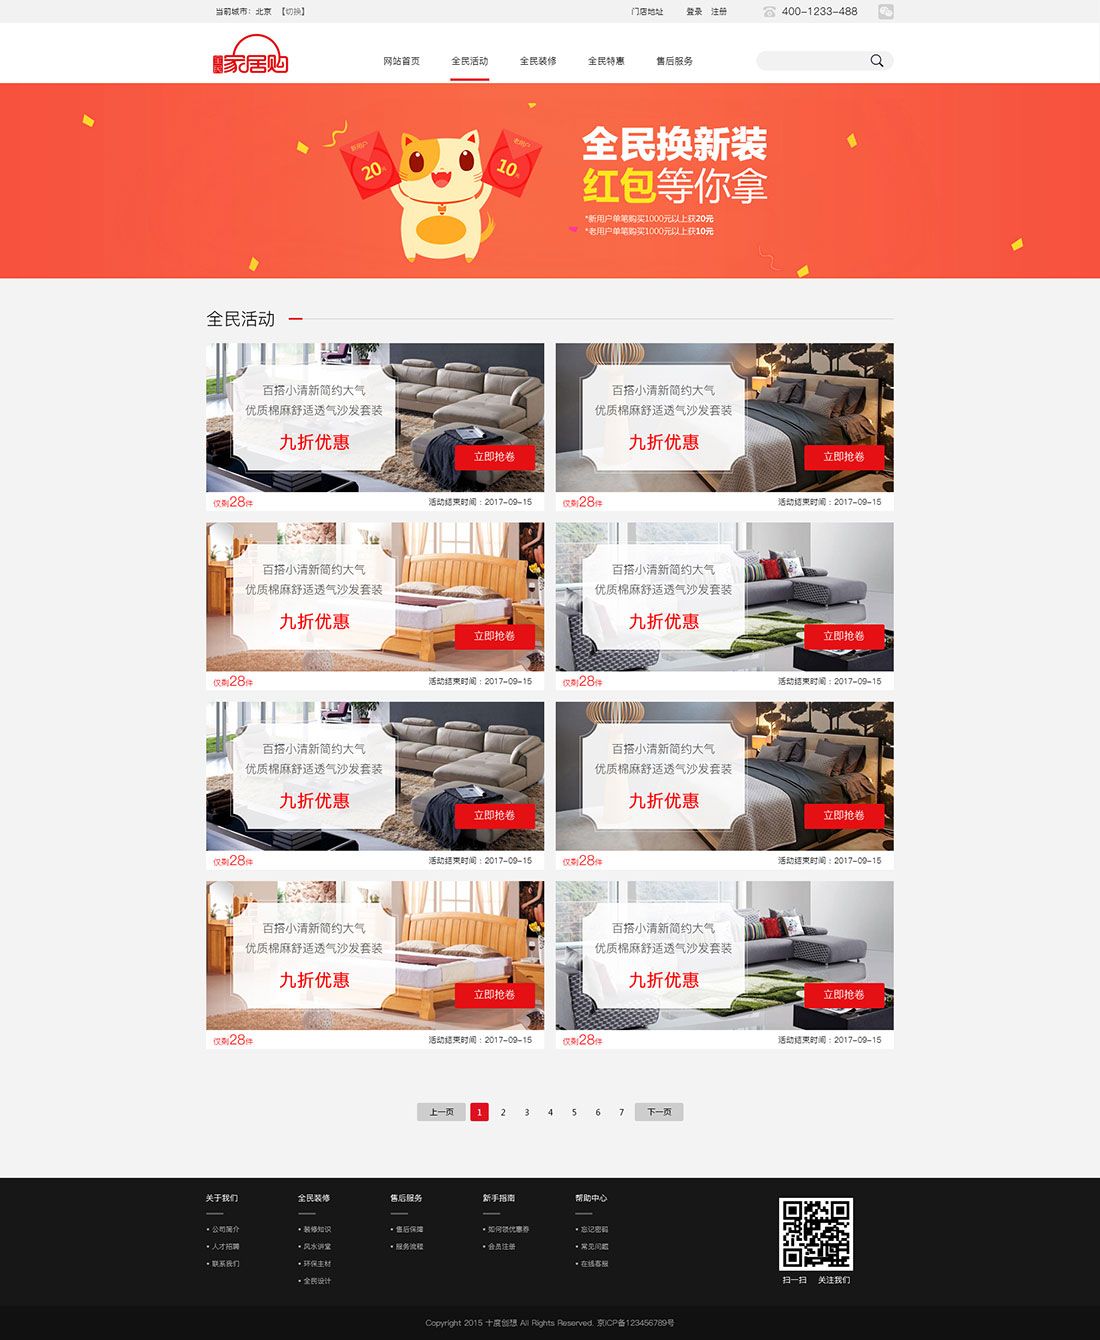 当前城市：北京 【切换】
门店地址 登录 注册 400-1233-488
全民家居购
网站首页 全民活动 全民装修 全民特惠 售后服务
新用户 20元
老用户 10元
全民换新装
红包等你拿
*新用户单笔购买1000元以上获20元
*老用户单笔购买1000元以上获10元
全民活动
百搭小清新简约大气
优质棉麻舒适透气沙发套装
九折优惠
立即抢卷
仅剩28件 活动结束时间：2017-09-15
百搭小清新简约大气
优质棉麻舒适透气沙发套装
九折优惠
立即抢卷
仅剩28件 活动结束时间：2017-09-15
百搭小清新简约大气
优质棉麻舒适透气沙发套装
九折优惠
立即抢卷
仅剩28件 活动结束时间：2017-09-15
百搭小清新简约大气
优质棉麻舒适透气沙发套装
九折优惠
立即抢卷
仅剩28件 活动结束时间：2017-09-15
百搭小清新简约大气
优质棉麻舒适透气沙发套装
九折优惠
立即抢卷
仅剩28件 活动结束时间：2017-09-15
百搭小清新简约大气
优质棉麻舒适透气沙发套装
九折优惠
立即抢卷
仅剩28件 活动结束时间：2017-09-15
百搭小清新简约大气
优质棉麻舒适透气沙发套装
九折优惠
立即抢卷
仅剩28件 活动结束时间：2017-09-15
百搭小清新简约大气
优质棉麻舒适透气沙发套装
九折优惠
立即抢卷
仅剩28件 活动结束时间：2017-09-15
上一页 1 2 3 4 5 6 7 下一页
关于我们
• 公司简介
• 人才招聘
• 联系我们
全民装修
• 装修知识
• 风水讲堂
• 环保主材
• 全民设计
售后服务
• 售后保障
• 服务流程
新手指南
• 如何领优惠券
• 会员注册
帮助中心
• 忘记密码
• 常见问题
• 在线客服
扫一扫 关注我们
Copyright 2015 十度创想 All Rights Reserved. 京ICP备123456789号